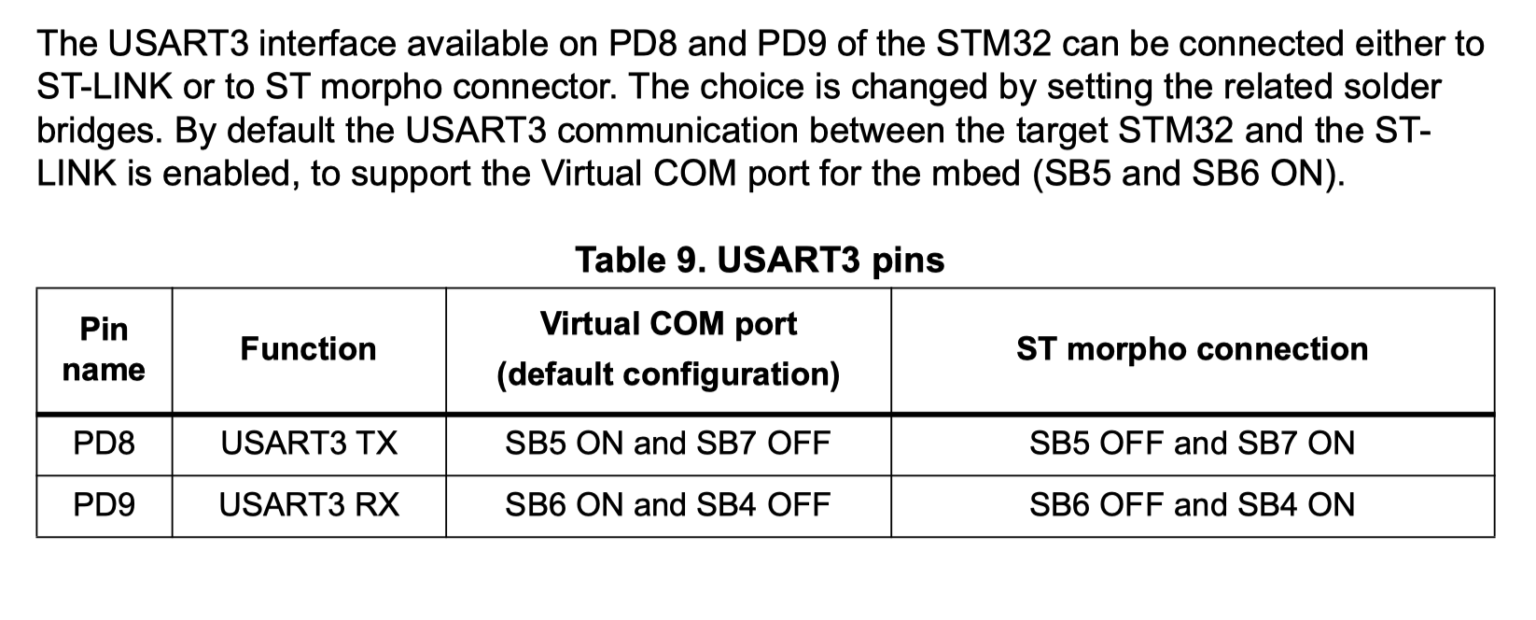 The USART3 interface available on PD8 and PD9 of the STM32 can be connected either to
ST-LINK or to ST morpho connector. The choice is changed by setting the related solder
bridges. By default the USART3 communication between the target STM32 and the ST-
LINK is enabled, to support the Virtual COM port for the mbed (SB5 and SB6 ON).
Table 9. USART3 pins
Pin name Function Virtual COM port (default configuration) ST morpho connection
PD8 USART3 TX SB5 ON and SB7 OFF SB5 OFF and SB7 ON
PD9 USART3 RX SB6 ON and SB4 OFF SB6 OFF and SB4 ON